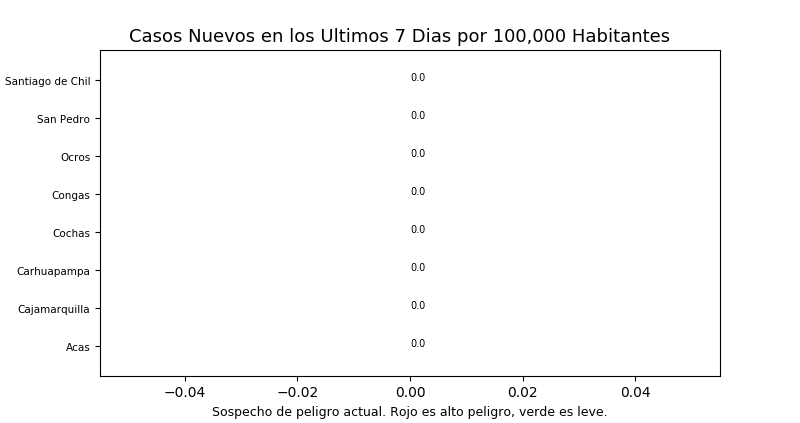 Casos Nuevos en los Ultimos 7 Dias por 100,000 Habitantes
Santiago de Chil 0.0
San Pedro 0.0
Ocros 0.0
Congas 0.0
Cochas 0.0
Carhuapampa 0.0
Cajamarquilla 0.0
Acas 0.0
−0.04 −0.02 0.00 0.02 0.04
Sospecho de peligro actual. Rojo es alto peligro, verde es leve.